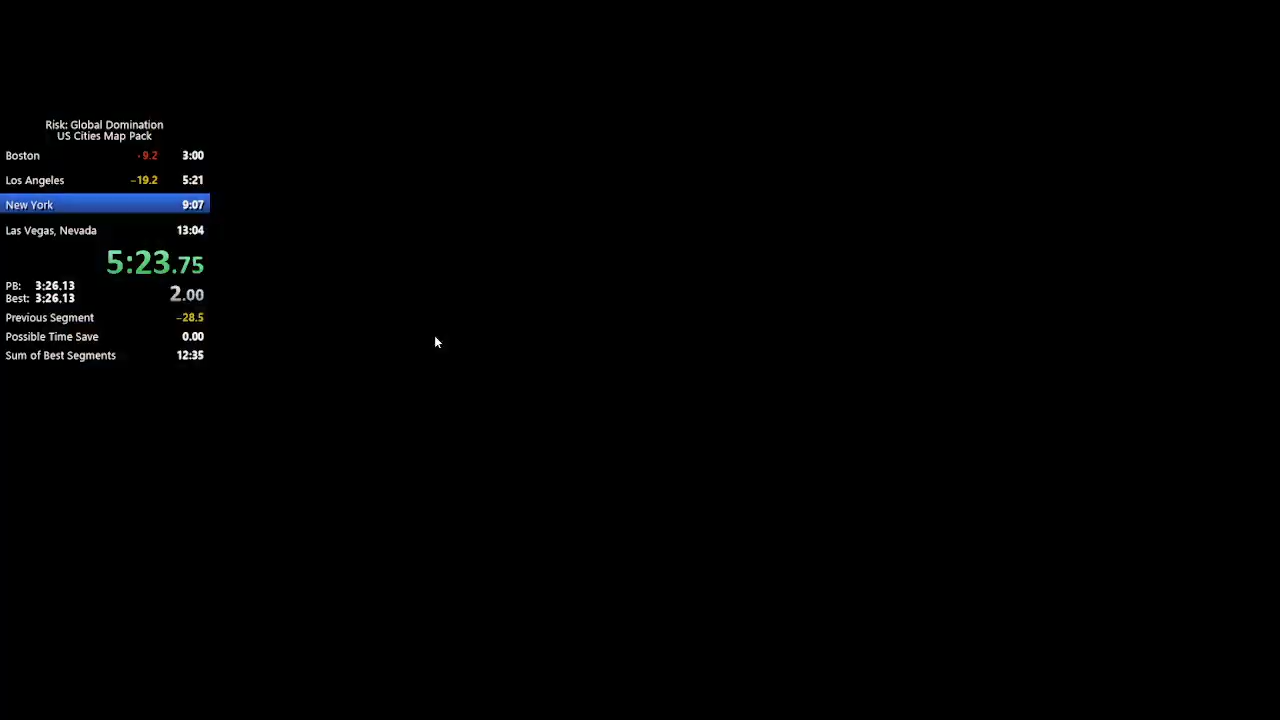 Risk: Global Domination
US Cities Map Pack
Boston -9.2 3:00
Los Angeles −19.2 5:21
New York 9:07
Las Vegas, Nevada 13:04
5:23.75
PB: 3:26.13
Best: 3:26.13 2.00
Previous Segment −28.5
Possible Time Save 0.00
Sum of Best Segments 12:35